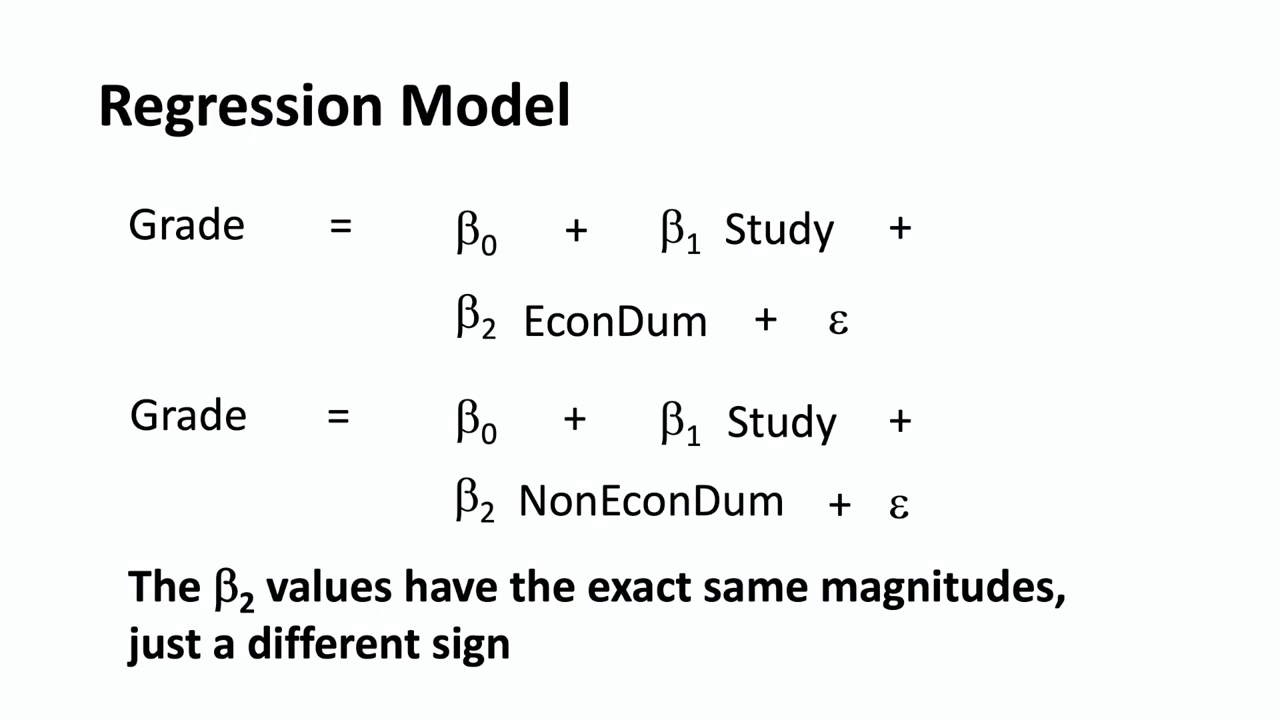 Regression Model
Grade = β0 + β1 Study +
β2 EconDum + ε
Grade = β0 + β1 Study +
β2 NonEconDum + ε
The β2 values have the exact same magnitudes,
just a different sign